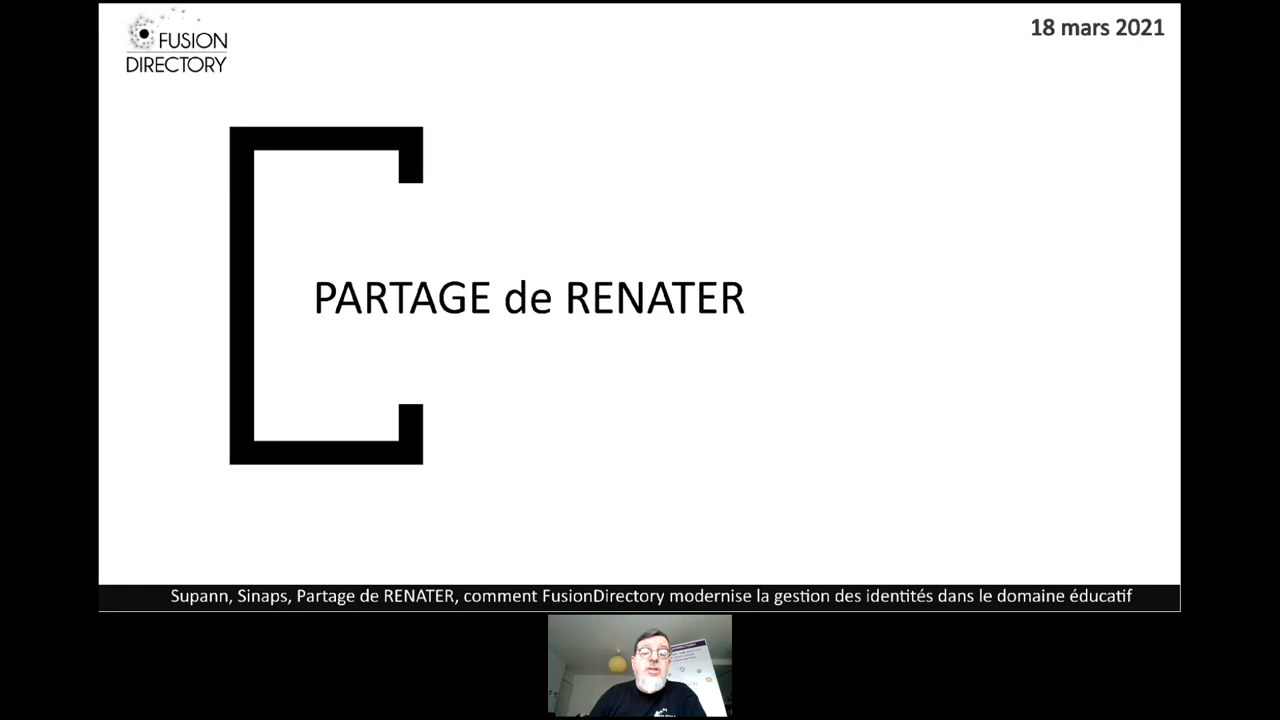 FUSION
DIRECTORY
18 mars 2021
PARTAGE de RENATER
Supann, Sinaps, Partage de RENATER, comment FusionDirectory modernise la gestion des identités dans le domaine éducatif